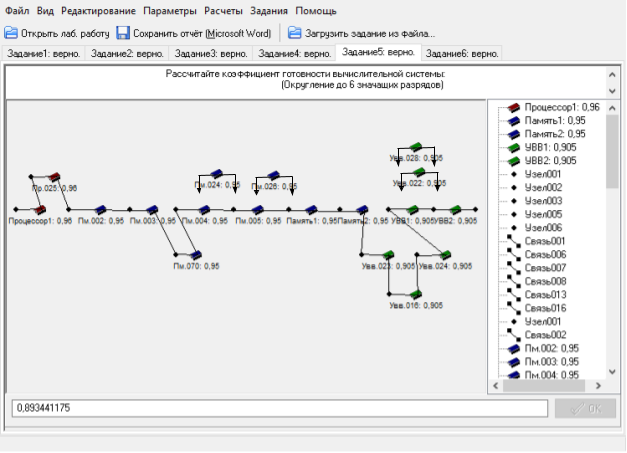 Файл Вид Редактирование Параметры Расчеты Задания Помощь
Открыть лаб. работу Сохранить отчёт (Microsoft Word) Загрузить задание из файла...
Задание1: верно. Задание2: верно. Задание3: верно. Задание4: верно. Задание5: верно. Задание6: верно.
Рассчитайте коэффициент готовности вычислительной системы:
(Округление до 6 значащих разрядов)
Увв.028: 0,905
Пр.025: 0,96 Пм.024: 0,95 Пм.026: 0,95 Увв.022: 0,905
Процессор1: 0,96 Пм.002: 0,95 Пм.003: 0,95 Пм.004: 0,95 Пм.005: 0,95 Память1: 0,95 Память2: 0,95 УВВ1: 0,905 УВВ2: 0,905
Пм.070: 0,95 Увв.023: 0,905 Увв.024: 0,905
Увв.016: 0,905
Процессор1: 0,96
Память1: 0,95
Память2: 0,95
УВВ1: 0,905
УВВ2: 0,905
Узел001
Узел002
Узел003
Узел005
Узел006
Связь001
Связь006
Связь007
Связь008
Связь013
Связь016
Узел001
Связь002
Пм.002: 0,95
Пм.003: 0,95
Пм.004: 0,95
0,893441175
OK